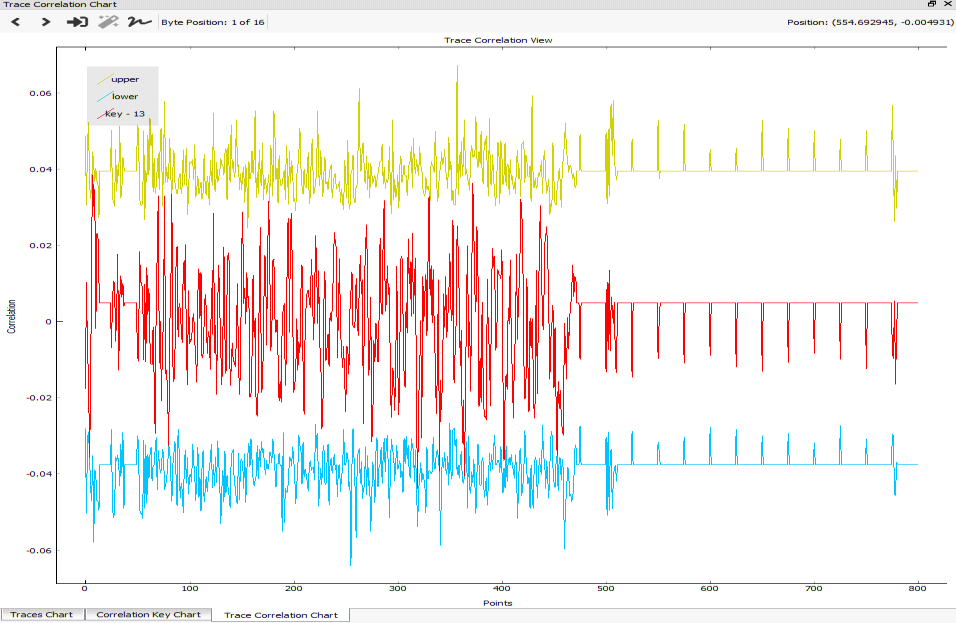 Trace Correlation Chart
Byte Position: 1 of 16
Position: (554.692945, -0.004931)
Trace Correlation View
upper
lower
key - 13
0.06
0.04
0.02
0
-0.02
-0.04
-0.06
Correlation
0 100 200 300 400 500 600 700 800
Points
Traces Chart Correlation Key Chart Trace Correlation Chart